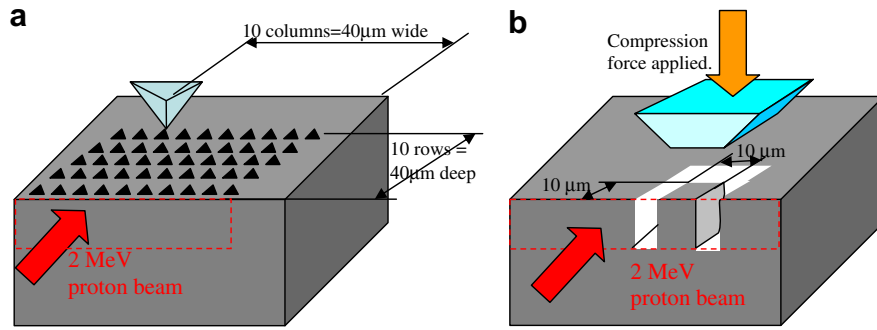 a
10 columns=40μm wide
10 rows =
40μm deep
2 MeV
proton beam
b
Compression
force applied.
10 μm
10 μm
2 MeV
proton beam